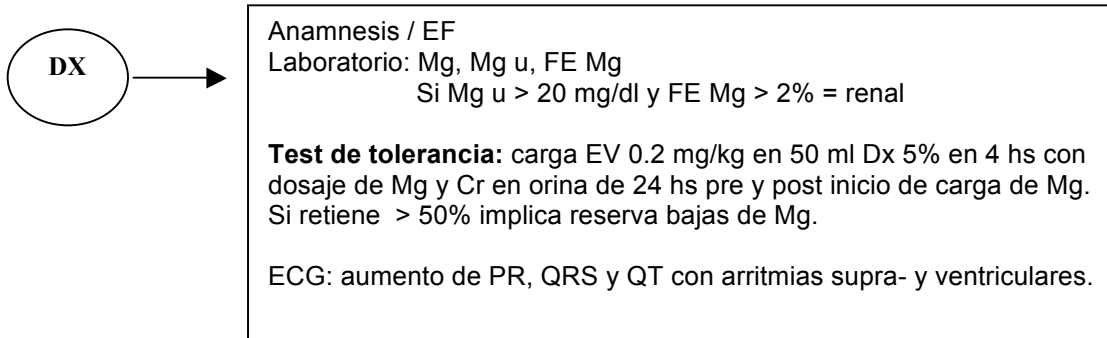 DX
Anamnesis / EF
Laboratorio: Mg, Mg u, FE Mg
Si Mg u > 20 mg/dl y FE Mg > 2% = renal
Test de tolerancia: carga EV 0.2 mg/kg en 50 ml Dx 5% en 4 hs con
dosaje de Mg y Cr en orina de 24 hs pre y post inicio de carga de Mg.
Si retiene > 50% implica reserva bajas de Mg.
ECG: aumento de PR, QRS y QT con arritmias supra- y ventriculares.